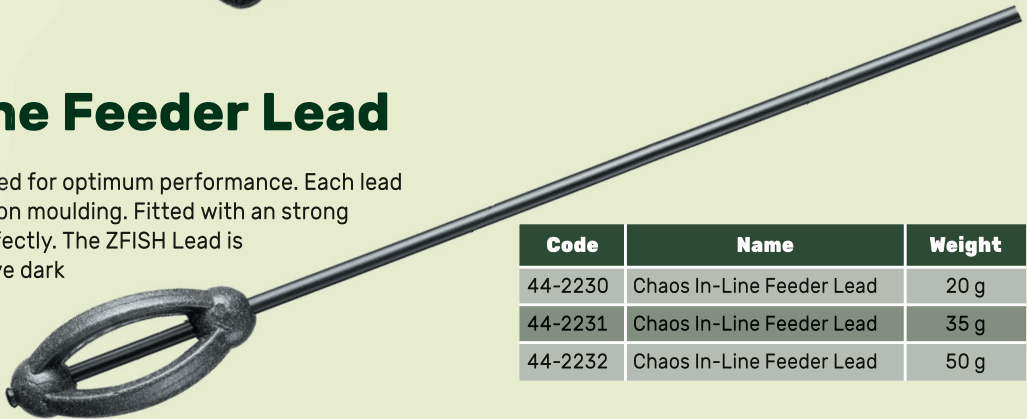 ne Feeder Lead
ed for optimum performance. Each lead
on moulding. Fitted with an strong
fectly. The ZFISH Lead is
ve dark
Code Name Weight
44-2230 Chaos In-Line Feeder Lead 20 g
44-2231 Chaos In-Line Feeder Lead 35 g
44-2232 Chaos In-Line Feeder Lead 50 g